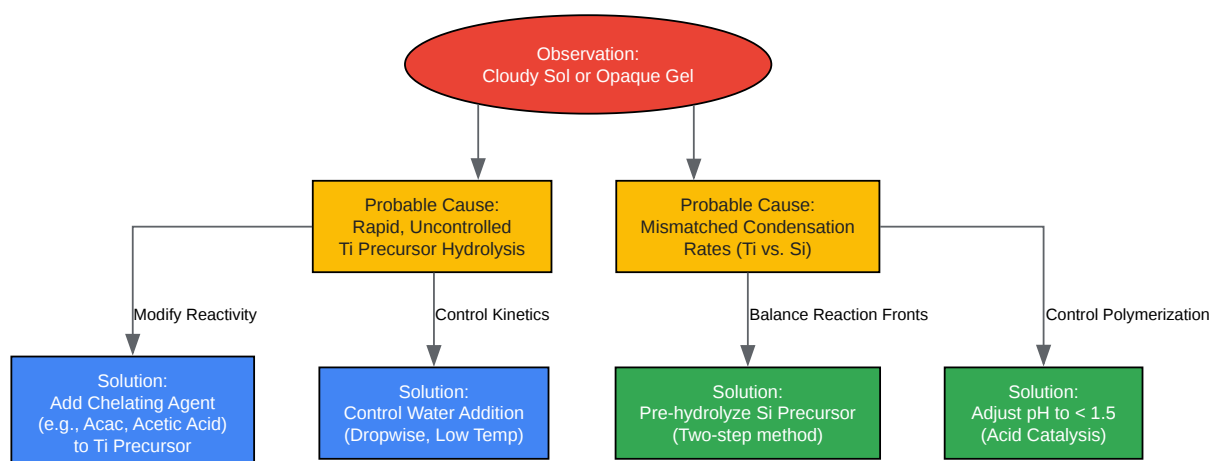 Observation:
Cloudy Sol or Opaque Gel
Probable Cause:
Rapid, Uncontrolled
Ti Precursor Hydrolysis
Probable Cause:
Mismatched Condensation
Rates (Ti vs. Si)
Modify Reactivity
Control Kinetics
Balance Reaction Fronts
Control Polymerization
Solution:
Add Chelating Agent
(e.g., Acac, Acetic Acid)
to Ti Precursor
Solution:
Control Water Addition
(Dropwise, Low Temp)
Solution:
Pre-hydrolyze Si Precursor
(Two-step method)
Solution:
Adjust pH to < 1.5
(Acid Catalysis)